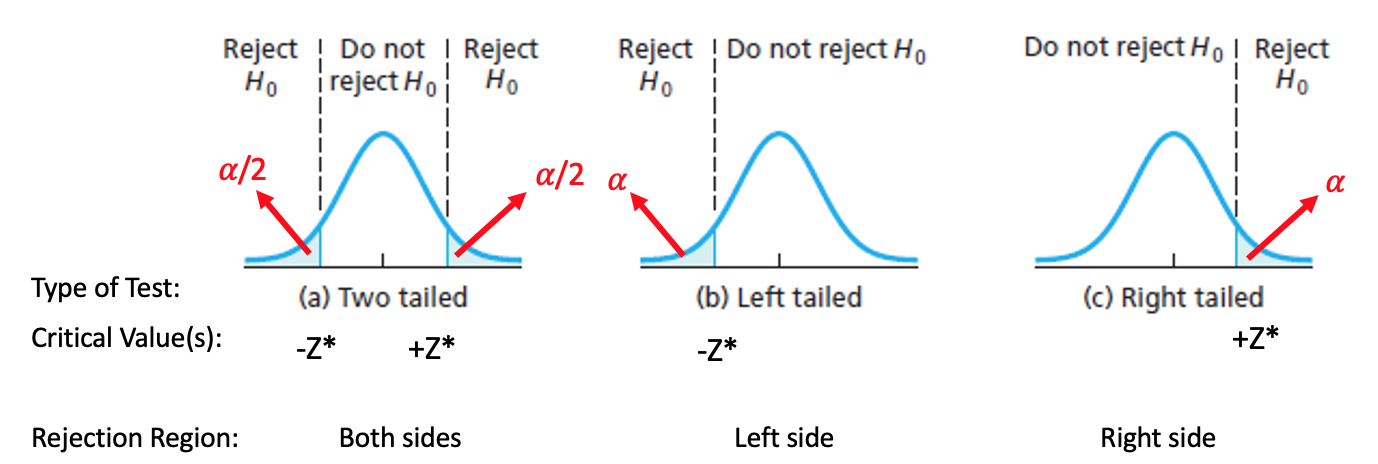 Reject Do not Reject
H₀ reject H₀ H₀
Reject Do not reject H₀
H₀
Do not reject H₀ Reject
H₀
α/2 α/2 α α
Type of Test: (a) Two tailed (b) Left tailed (c) Right tailed
Critical Value(s): -Z* +Z* -Z* +Z*
Rejection Region: Both sides Left side Right side